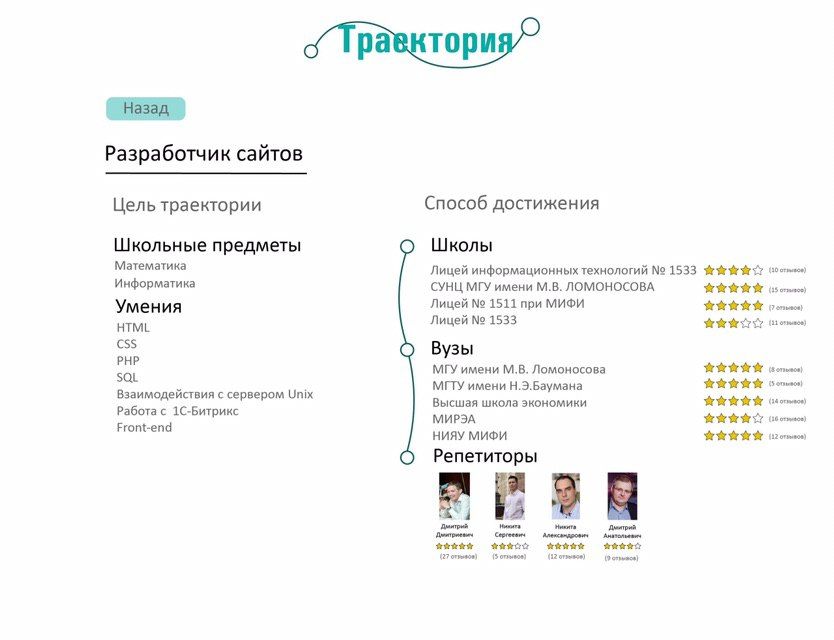 Траектория
Назад
Разработчик сайтов
Цель траектории
Школьные предметы
Математика
Информатика
Умения
HTML
CSS
PHP
SQL
Взаимодействия с сервером Unix
Работа с 1С-Битрикс
Front-end
Способ достижения
Школы
Лицей информационных технологий № 1533 (10 отзывов)
СУНЦ МГУ имени М.В. ЛОМОНОСОВА (15 отзывов)
Лицей № 1511 при МИФИ (7 отзывов)
Лицей № 1533 (11 отзывов)
Вузы
МГУ имени М.В. Ломоносова (8 отзывов)
МГТУ имени Н.Э.Баумана (5 отзывов)
Высшая школа экономики (14 отзывов)
МИРЭА (16 отзывов)
НИЯУ МИФИ (12 отзывов)
Репетиторы
Дмитрий
Дмитриевич
(27 отзывов)
Никита
Сергеевич
(5 отзывов)
Никита
Александрович
(12 отзывов)
Дмитрий
Анатольевич
(9 отзывов)